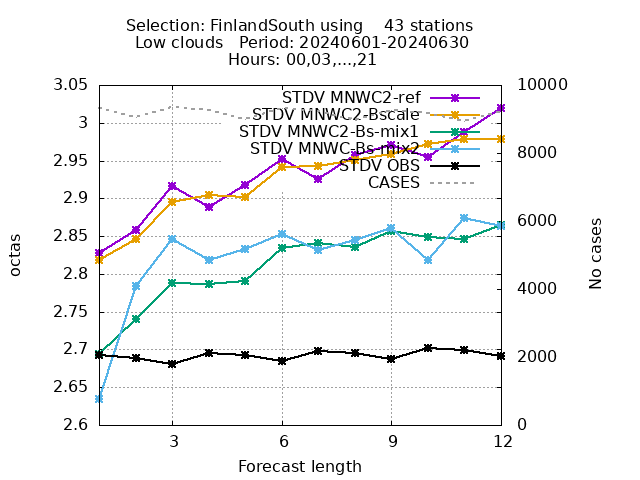 Selection: FinlandSouth using    43 stations
Low clouds   Period: 20240601-20240630
Hours: 00,03,...,21
STDV MNWC2-ref
STDV MNWC2-Bscale
STDV MNWC2-Bs-mix1
STDV MNWC-Bs-mix2
STDV OBS
CASES
3.05
3
2.95
2.9
2.85
2.8
2.75
2.7
2.65
2.6
octas
10000
8000
6000
4000
2000
0
No cases
3
6
9
12
Forecast length